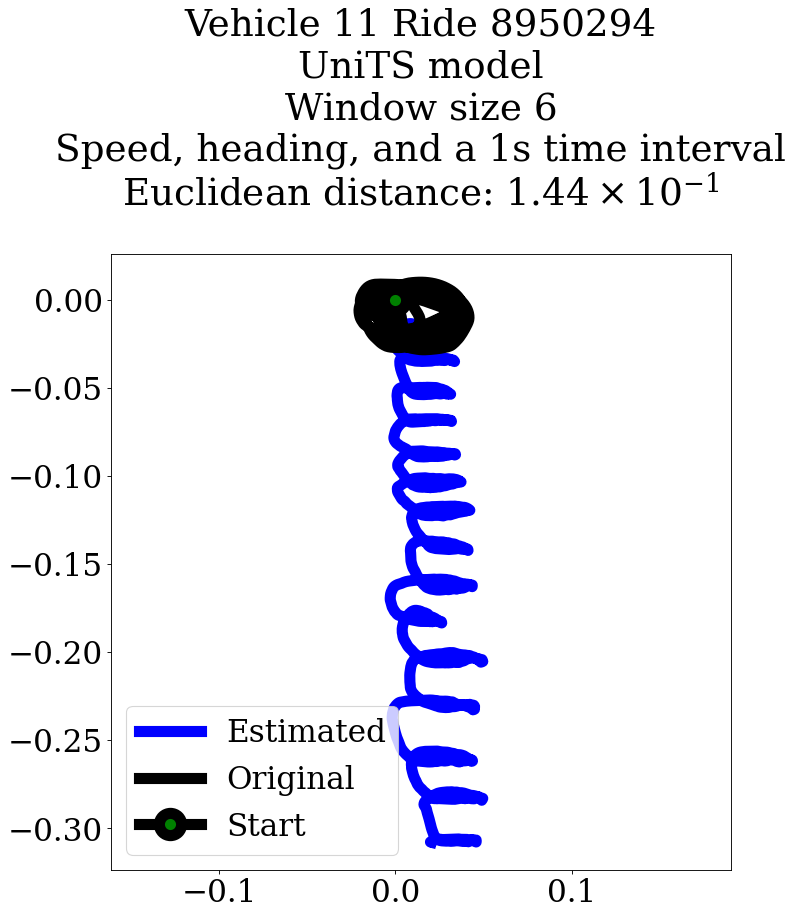 Vehicle 11 Ride 8950294
UniTS model
Window size 6
Speed, heading, and a 1s time interval
Euclidean distance: 1.44 × 10⁻¹
0.00
−0.05
−0.10
−0.15
−0.20
−0.25
−0.30
Estimated
Original
Start
−0.1
0.0
0.1